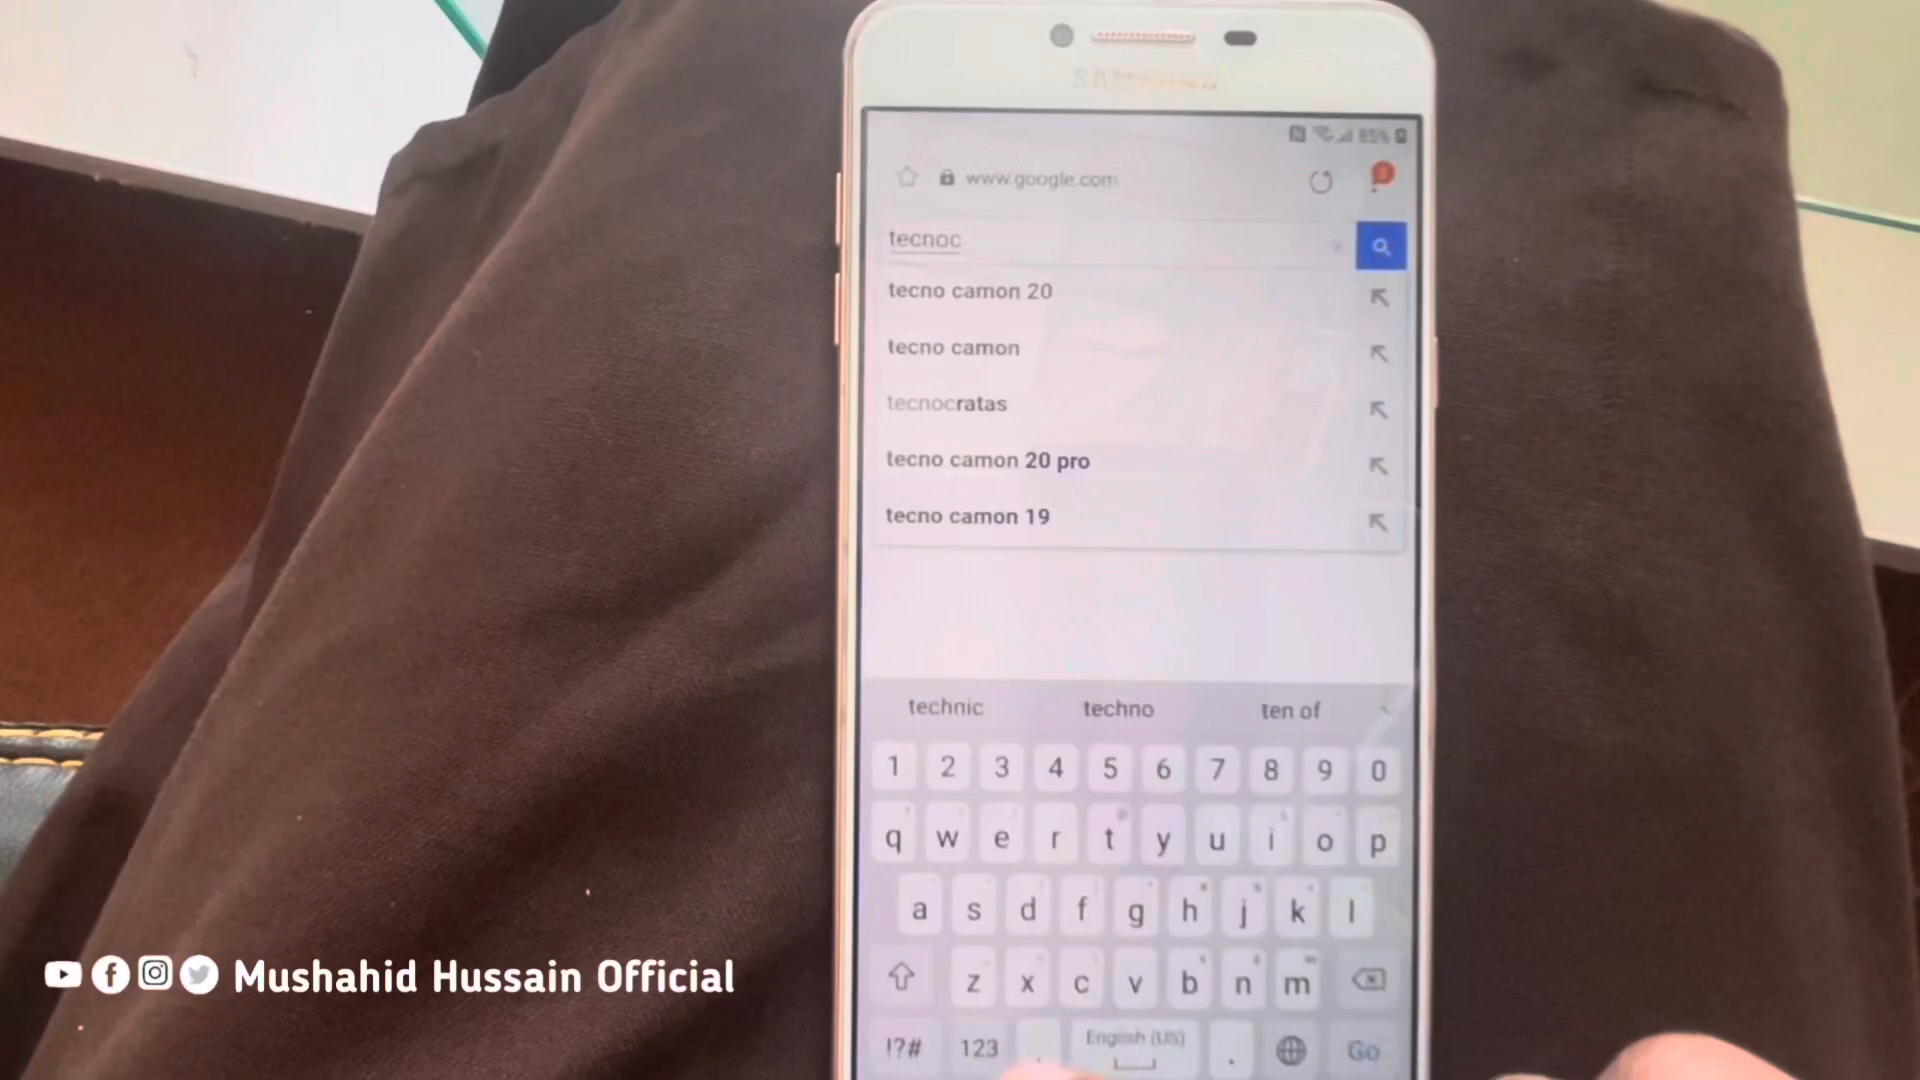 SAMSUNG
85%
www.google.com
tecnoc
tecno camon 20
tecno camon
tecnocratas
tecno camon 20 pro
tecno camon 19
technic techno ten of
1 2 3 4 5 6 7 8 9 0
q w e r t y u i o p
a s d f g h j k l
z x c v b n m
!?# 123 , English (US) . Go
Mushahid Hussain Official